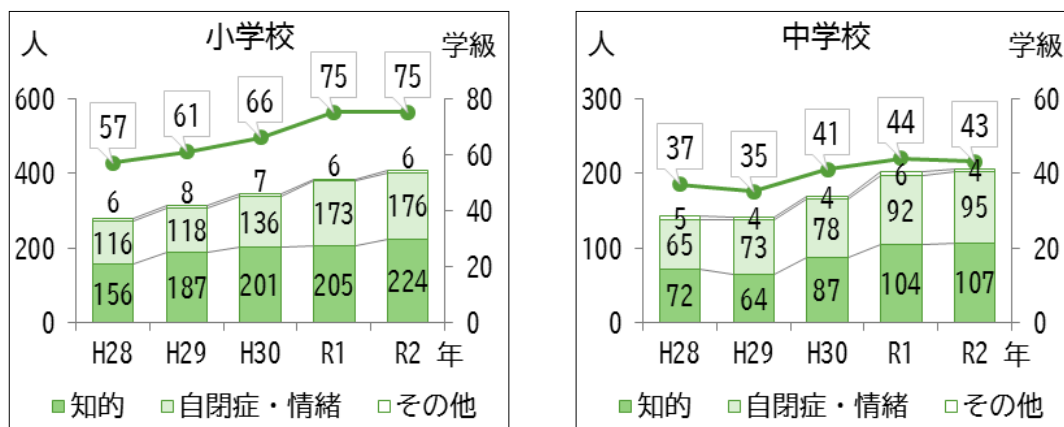 小学校
人 学級
57 61 66 75 75
600 400 200 0
80 60 40 20 0
6 8 7 6 6
116 118 136 173 176
156 187 201 205 224
H28 H29 H30 R1 R2 年
知的 自閉症・情緒 その他
中学校
人 学級
37 35 41 44 43
300 200 100 0
60 40 20 0
5 4 4 6 4
65 73 78 92 95
72 64 87 104 107
H28 H29 H30 R1 R2 年
知的 自閉症・情緒 その他